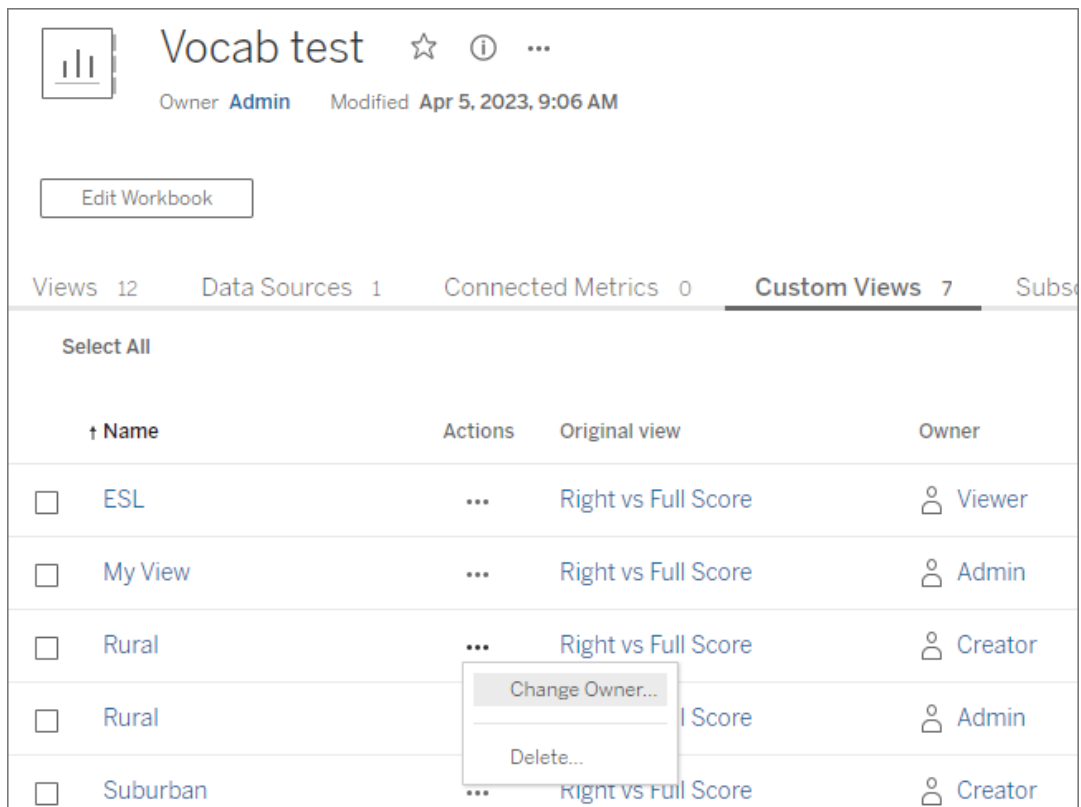 Vocab test
Owner Admin Modified Apr 5, 2023, 9:06 AM
Edit Workbook
Views 12 Data Sources 1 Connected Metrics 0 Custom Views 7
Select All
↑ Name Actions Original view Owner
ESL ••• Right vs Full Score Viewer
My View ••• Right vs Full Score Admin
Rural ••• Right vs Full Score Creator
Change Owner...
Rural l Score Admin
Delete...
Suburban ••• Right vs Full Score Creator